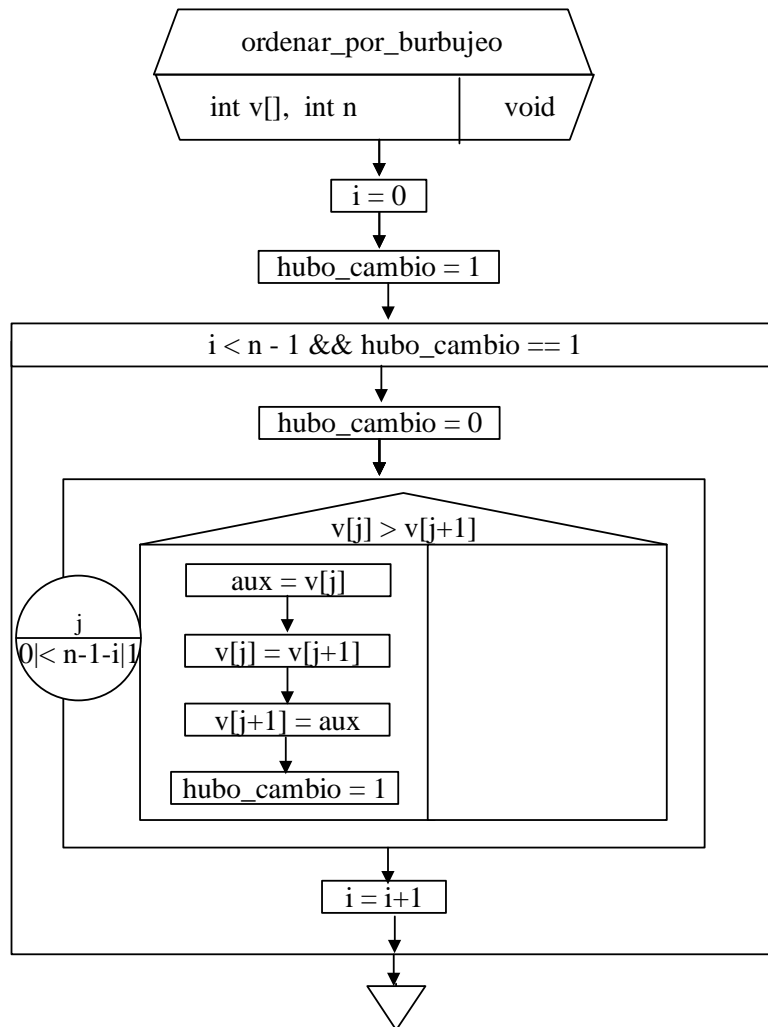 ordenar_por_burbujeo
int v[], int n void
i = 0
hubo_cambio = 1
i < n - 1 && hubo_cambio == 1
hubo_cambio = 0
v[j] > v[j+1]
aux = v[j]
j
0|< n-1-i|1
v[j] = v[j+1]
v[j+1] = aux
hubo_cambio = 1
i = i+1